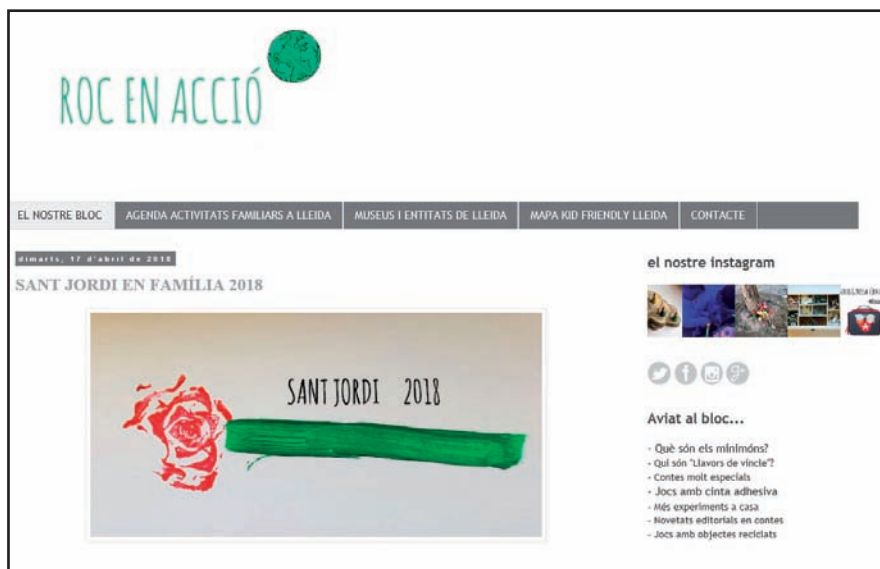 ROC EN ACCIÓ
EL NOSTRE BLOC
AGENDA ACTIVITATS FAMILIARS A LLEIDA
MUSEUS I ENTITATS DE LLEIDA
MAPA KID FRIENDLY LLEIDA
CONTACTE
dimarts, 17 d'abril de 2018
SANT JORDI EN FAMÍLIA 2018
SANT JORDI 2018
el nostre instagram
Aviat al bloc...
- Què són els minimóns?
- Qui són "Llavors de vincle"?
- Contes molt especials
- Jocs amb cinta adhesiva
- Més experiments a casa
- Novetats editorials en contes
- Jocs amb objectes reciclats